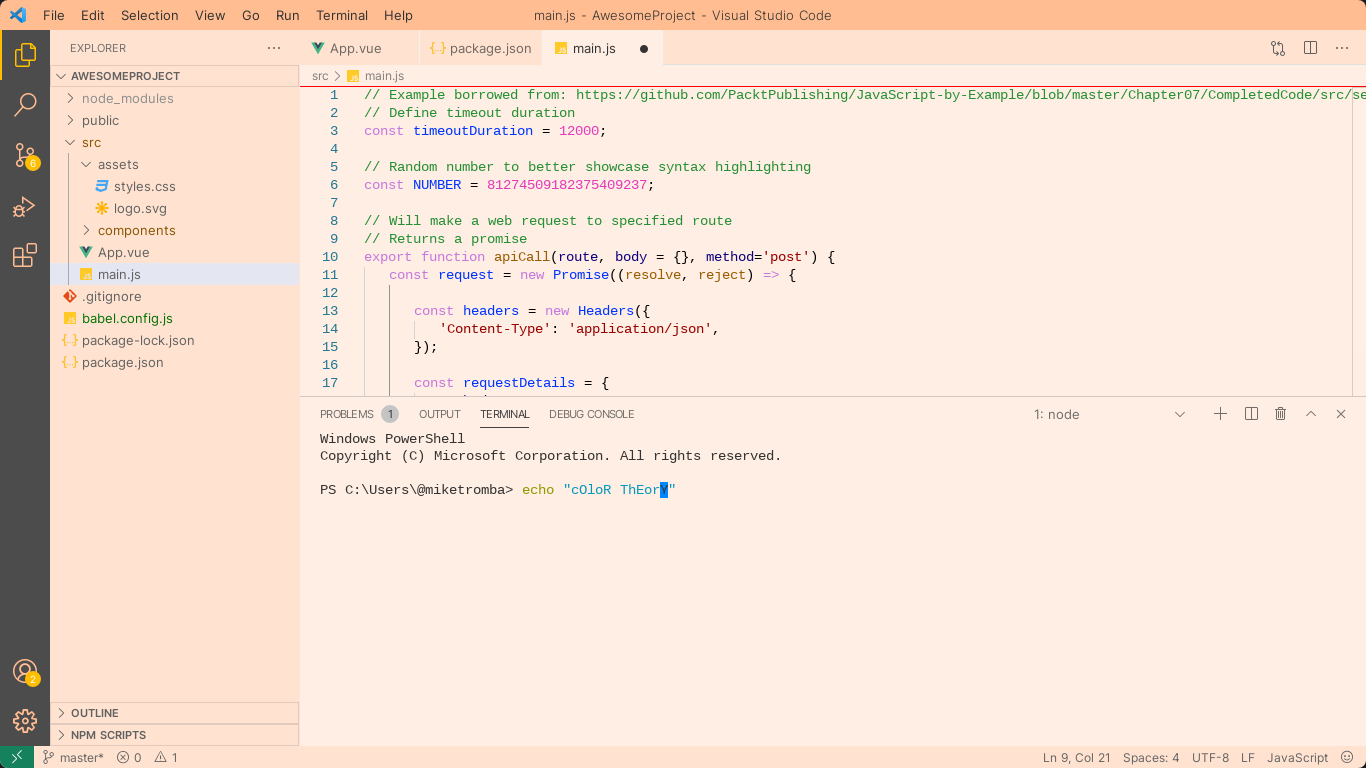 File Edit Selection View Go Run Terminal Help
main.js - AwesomeProject - Visual Studio Code
EXPLORER
AWESOMEPROJECT
node_modules
public
src
assets
styles.css
logo.svg
components
App.vue
main.js
.gitignore
babel.config.js
package-lock.json
package.json
OUTLINE
NPM SCRIPTS
6
2
App.vue
package.json
main.js
src
main.js
1 // Example borrowed from: https://github.com/PacktPublishing/JavaScript-by-Example/blob/master/Chapter07/CompletedCode/src/se
2 // Define timeout duration
3 const timeoutDuration = 12000;
4
5 // Random number to better showcase syntax highlighting
6 const NUMBER = 81274509182375409237;
7
8 // Will make a web request to specified route
9 // Returns a promise
10 export function apiCall(route, body = {}, method='post') {
11 const request = new Promise((resolve, reject) => {
12
13 const headers = new Headers({
14 'Content-Type': 'application/json',
15 });
16
17 const requestDetails = {
PROBLEMS 1 OUTPUT TERMINAL DEBUG CONSOLE
1: node
Windows PowerShell
Copyright (C) Microsoft Corporation. All rights reserved.
PS C:\Users\@miketromba> echo "cOloR ThEorY"
master* 0 1
Ln 9, Col 21 Spaces: 4 UTF-8 LF JavaScript